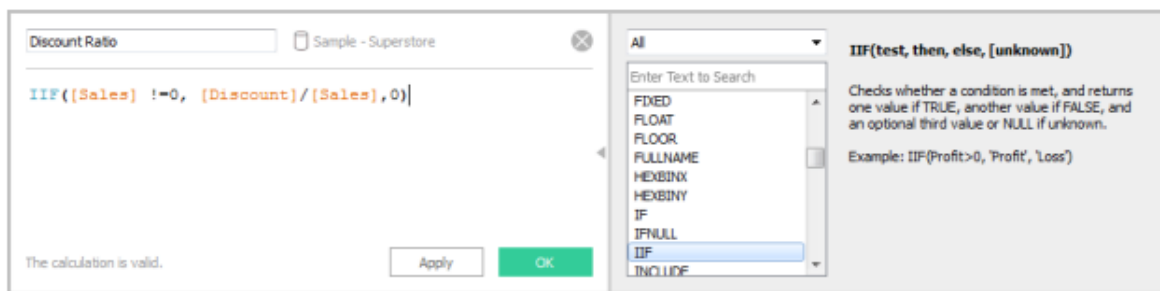 Discount Ratio
Sample - Superstore
IIF([Sales] !=0, [Discount]/[Sales],0)
The calculation is valid.
Apply
OK
All
Enter Text to Search
FIXED
FLOAT
FLOOR
FULLNAME
HEXBINX
HEXBINY
IF
IFNULL
IIF
INCLUDE
IIF(test, then, else, [unknown])
Checks whether a condition is met, and returns
one value if TRUE, another value if FALSE, and
an optional third value or NULL if unknown.
Example: IIF(Profit>0, 'Profit', 'Loss')